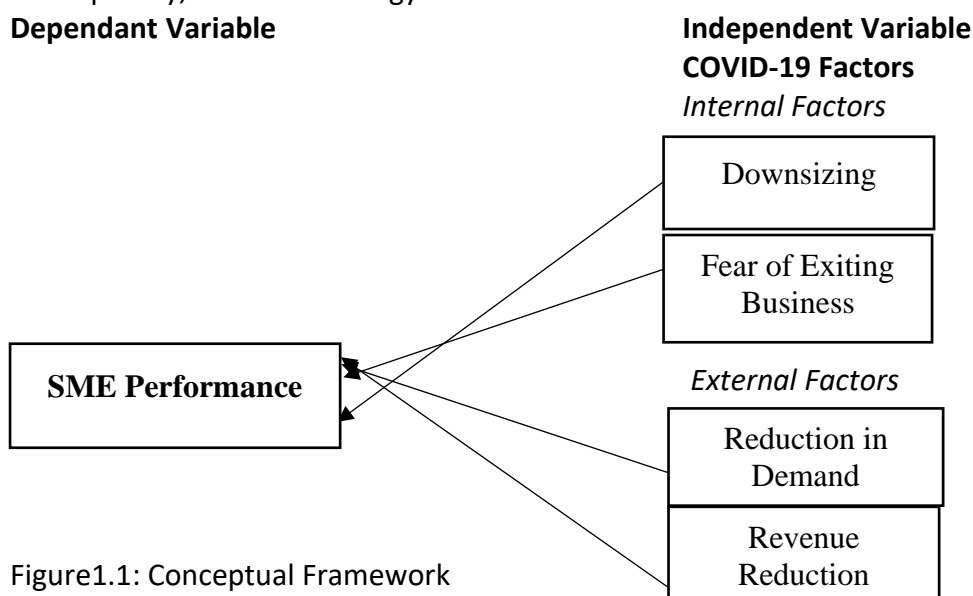 Dependant Variable
Independent Variable
COVID-19 Factors
Internal Factors
Downsizing
Fear of Exiting
Business
SME Performance
External Factors
Reduction in
Demand
Revenue
Reduction
Figure1.1: Conceptual Framework